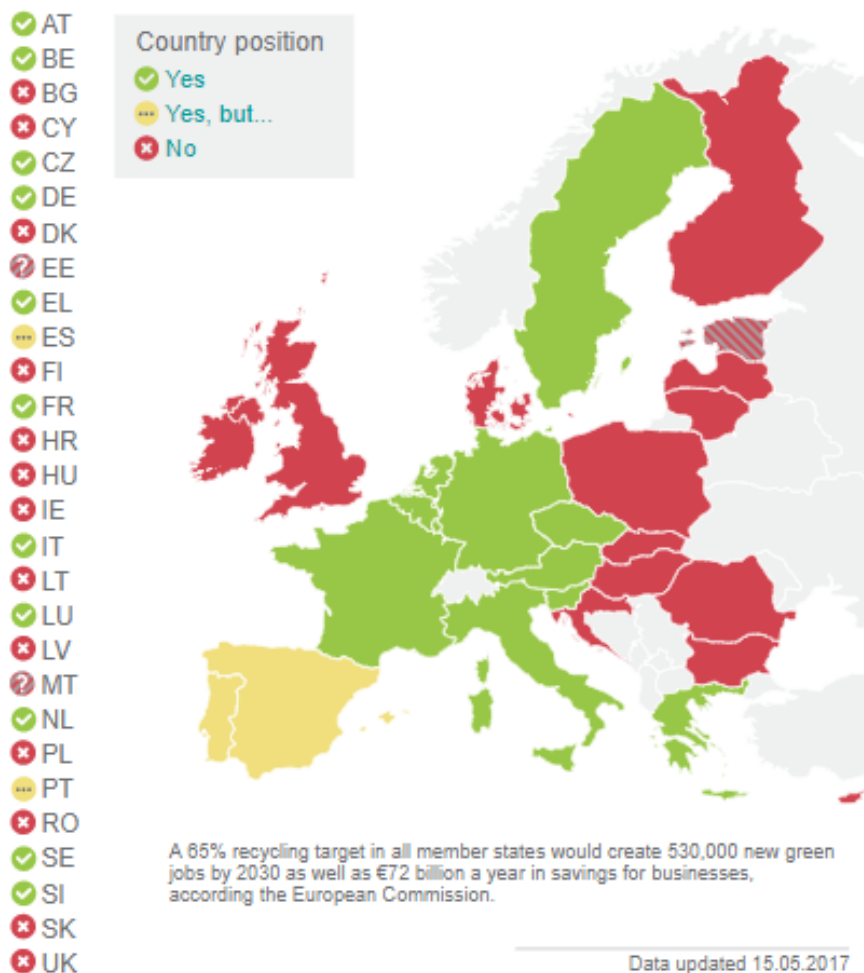 AT
BE
BG
CY
CZ
DE
DK
EE
EL
ES
FI
FR
HR
HU
IE
IT
LT
LU
LV
MT
NL
PL
PT
RO
SE
SI
SK
UK
Country position
Yes
Yes, but...
No
A 65% recycling target in all member states would create 530,000 new green
jobs by 2030 as well as €72 billion a year in savings for businesses,
according the European Commission.
Data updated 15.05.2017